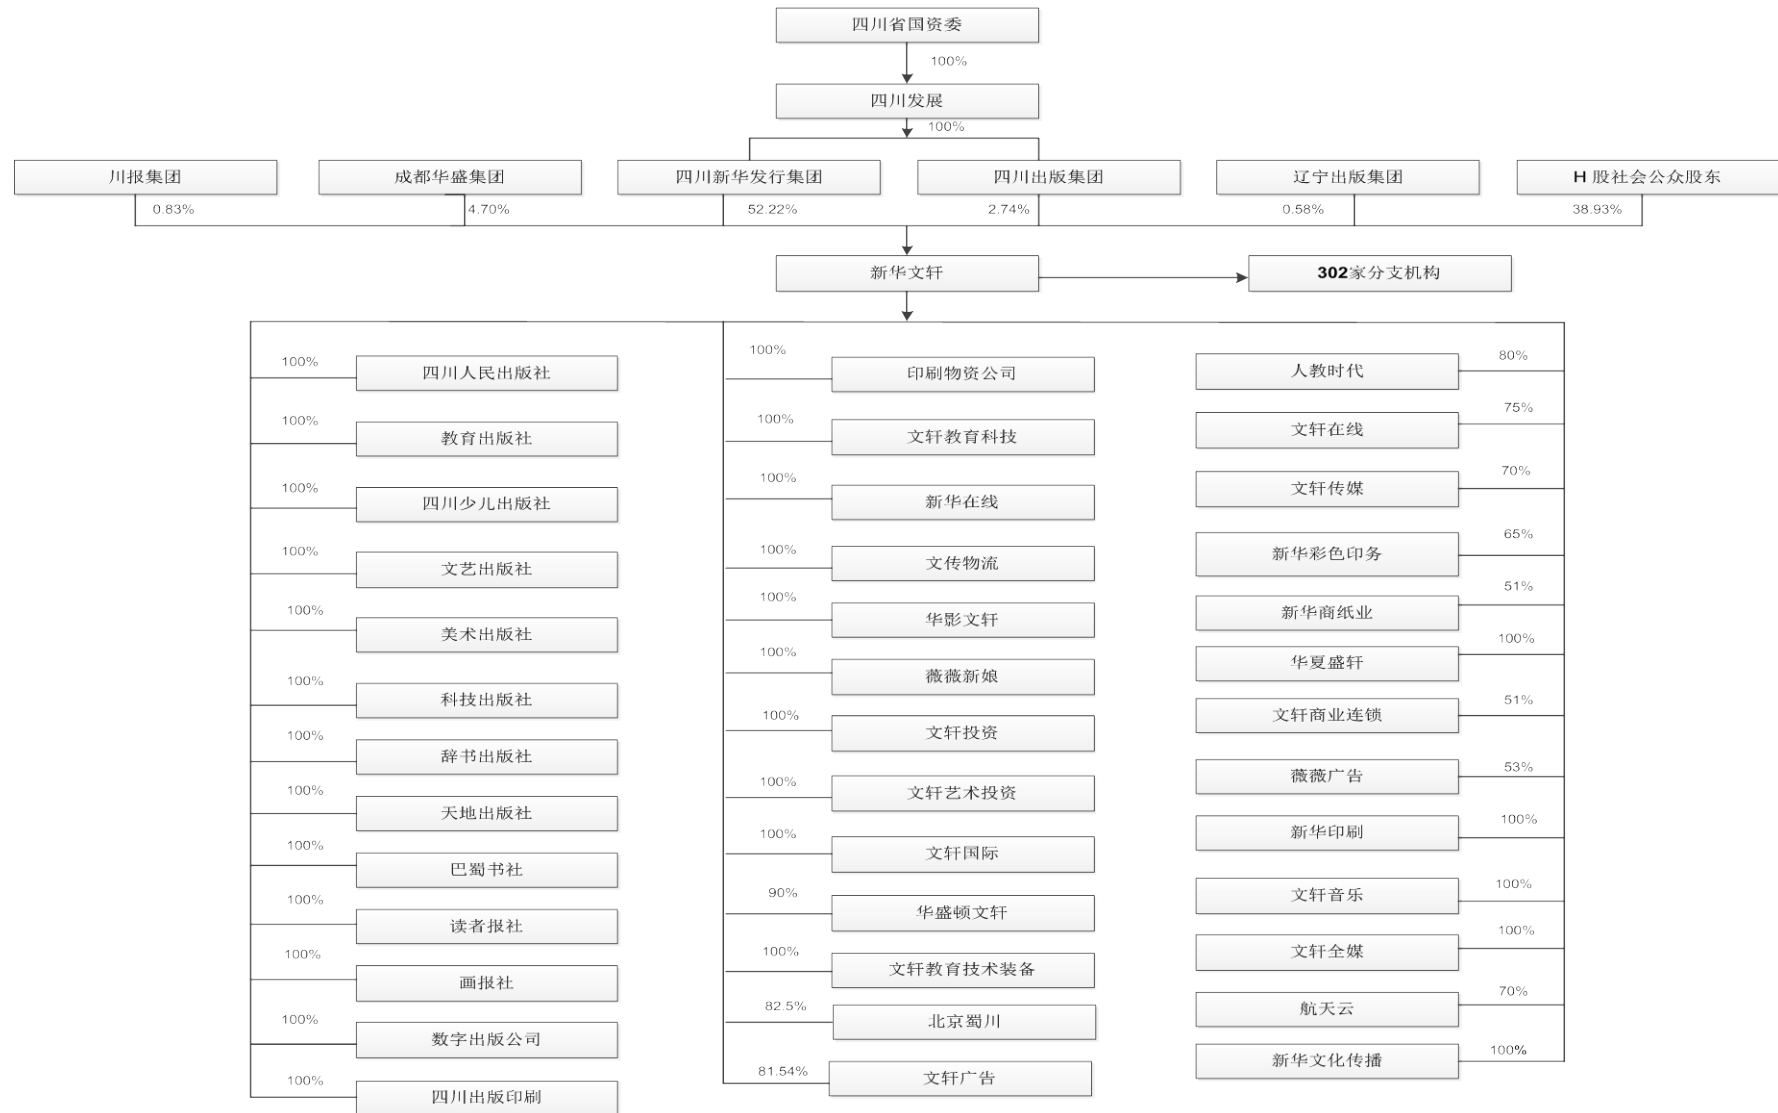 四川省国资委
100%
四川发展
100%
川报集团
成都华盛集团
四川新华发行集团
四川出版集团
辽宁出版集团
H 股社会公众股东
0.83%
4.70%
52.22%
2.74%
0.58%
38.93%
新华文轩
302家分支机构
100%
四川人民出版社
100%
教育出版社
100%
四川少儿出版社
100%
文艺出版社
100%
美术出版社
100%
科技出版社
100%
辞书出版社
100%
天地出版社
100%
巴蜀书社
100%
读者报社
100%
画报社
100%
数字出版公司
100%
四川出版印刷
100%
印刷物资公司
100%
文轩教育科技
100%
新华在线
100%
文传物流
100%
华影文轩
100%
薇薇新娘
100%
文轩投资
100%
文轩艺术投资
100%
文轩国际
90%
华盛顿文轩
100%
文轩教育技术装备
82.5%
北京蜀川
81.54%
文轩广告
80%
人教时代
75%
文轩在线
70%
文轩传媒
65%
新华彩色印务
51%
新华商纸业
100%
华夏盛轩
51%
文轩商业连锁
53%
薇薇广告
100%
新华印刷
100%
文轩音乐
100%
文轩全媒
70%
航天云
100%
新华文化传播